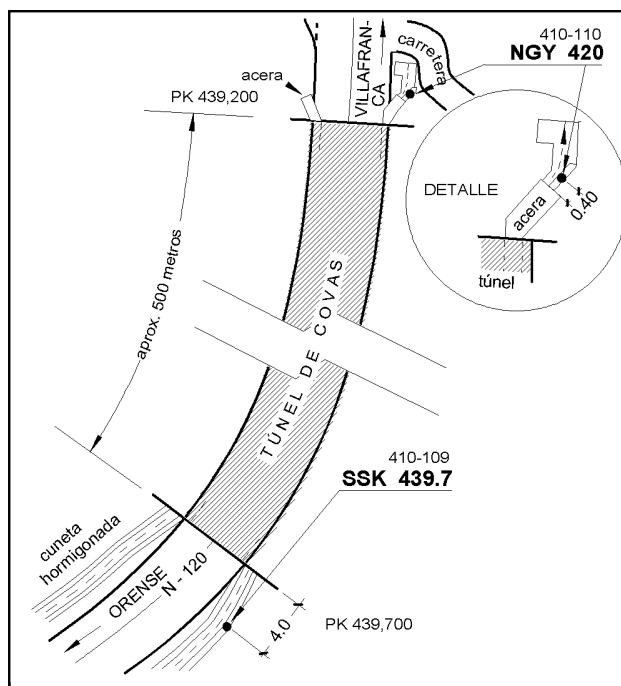 410-110
NGY 420
carretera
VILLAFRAN-
CA
acera
PK 439,200
DETALLE
acera
0.40
túnel
aprox. 500 metros
TÚNEL DE COVAS
410-109
SSK 439.7
cuneta
hormigonada
ORENSE
N - 120
4.0
PK 439,700